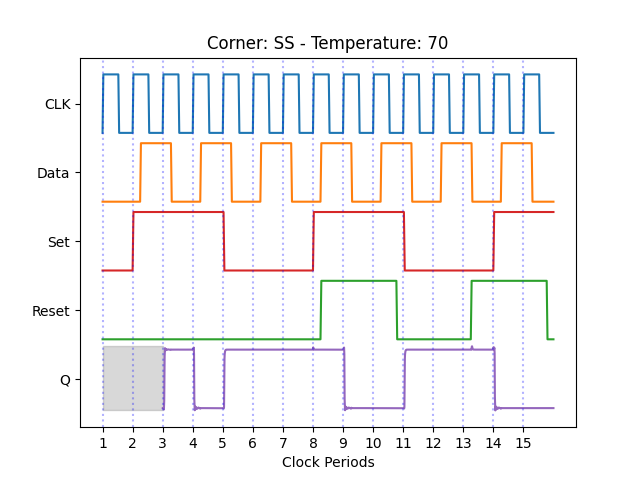 Corner: SS - Temperature: 70
CLK
Data
Set
Reset
Q
1 2 3 4 5 6 7 8 9 10 11 12 13 14 15
Clock Periods